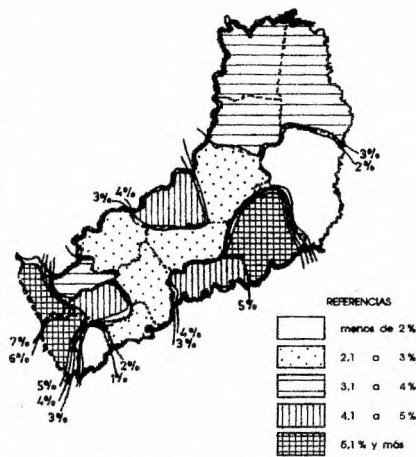 3%
2%
4%
3%
5%
4%
3%
7%
6%
2%
1%
5%
4%
3%
REFERENCIAS
menos de 2%
2,1 a 3%
3,1 a 4%
4,1 a 5%
5,1% y más